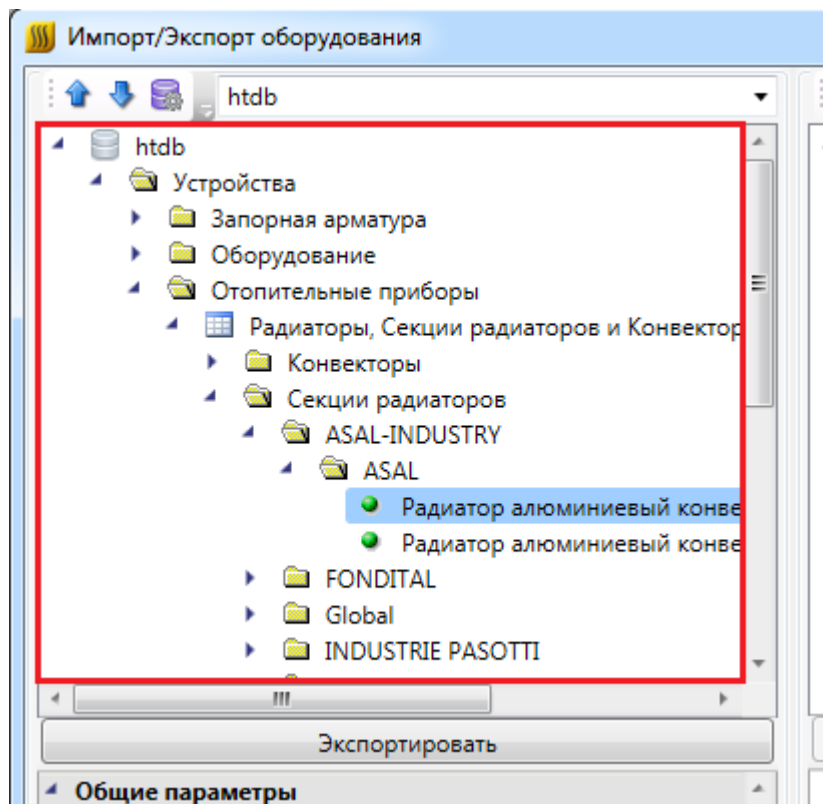 Импорт/Экспорт оборудования
htdb
htdb
Устройства
Запорная арматура
Оборудование
Отопительные приборы
Радиаторы, Секции радиаторов и Конвектор
Конвекторы
Секции радиаторов
ASAL-INDUSTRY
ASAL
Радиатор алюминиевый конве
Радиатор алюминиевый конве
FONDITAL
Global
INDUSTRIE PASOTTI
Экспортировать
Общие параметры